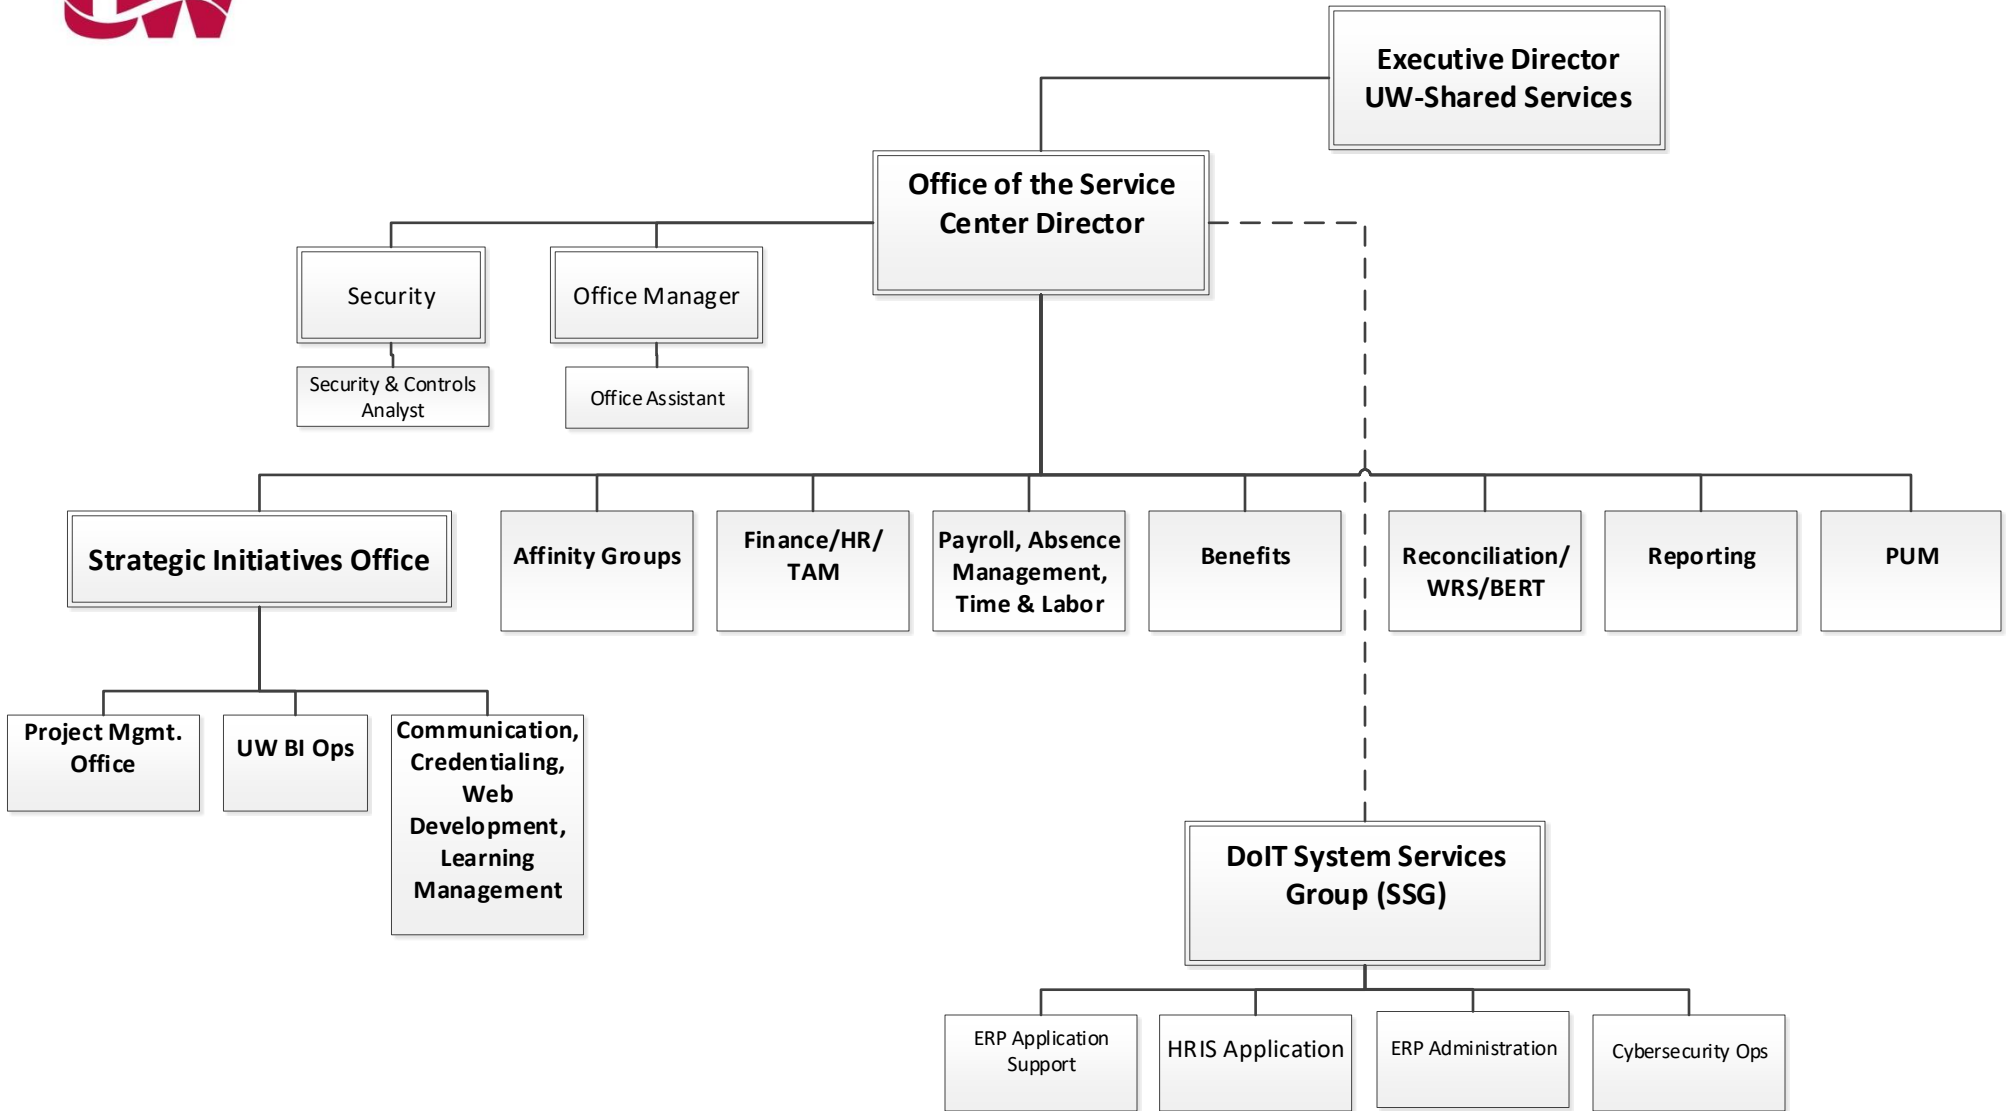 Executive Director
UW-Shared Services
Office of the Service
Center Director
Security
Office Manager
Security & Controls
Analyst
Office Assistant
Strategic Initiatives Office
Affinity Groups
Finance/HR/
TAM
Payroll, Absence
Management,
Time & Labor
Benefits
Reconciliation/
WRS/BERT
Reporting
PUM
Project Mgmt.
Office
UW BI Ops
Communication,
Credentialing,
Web
Development,
Learning
Management
DoIT System Services
Group (SSG)
ERP Application
Support
HRIS Application
ERP Administration
Cybersecurity Ops